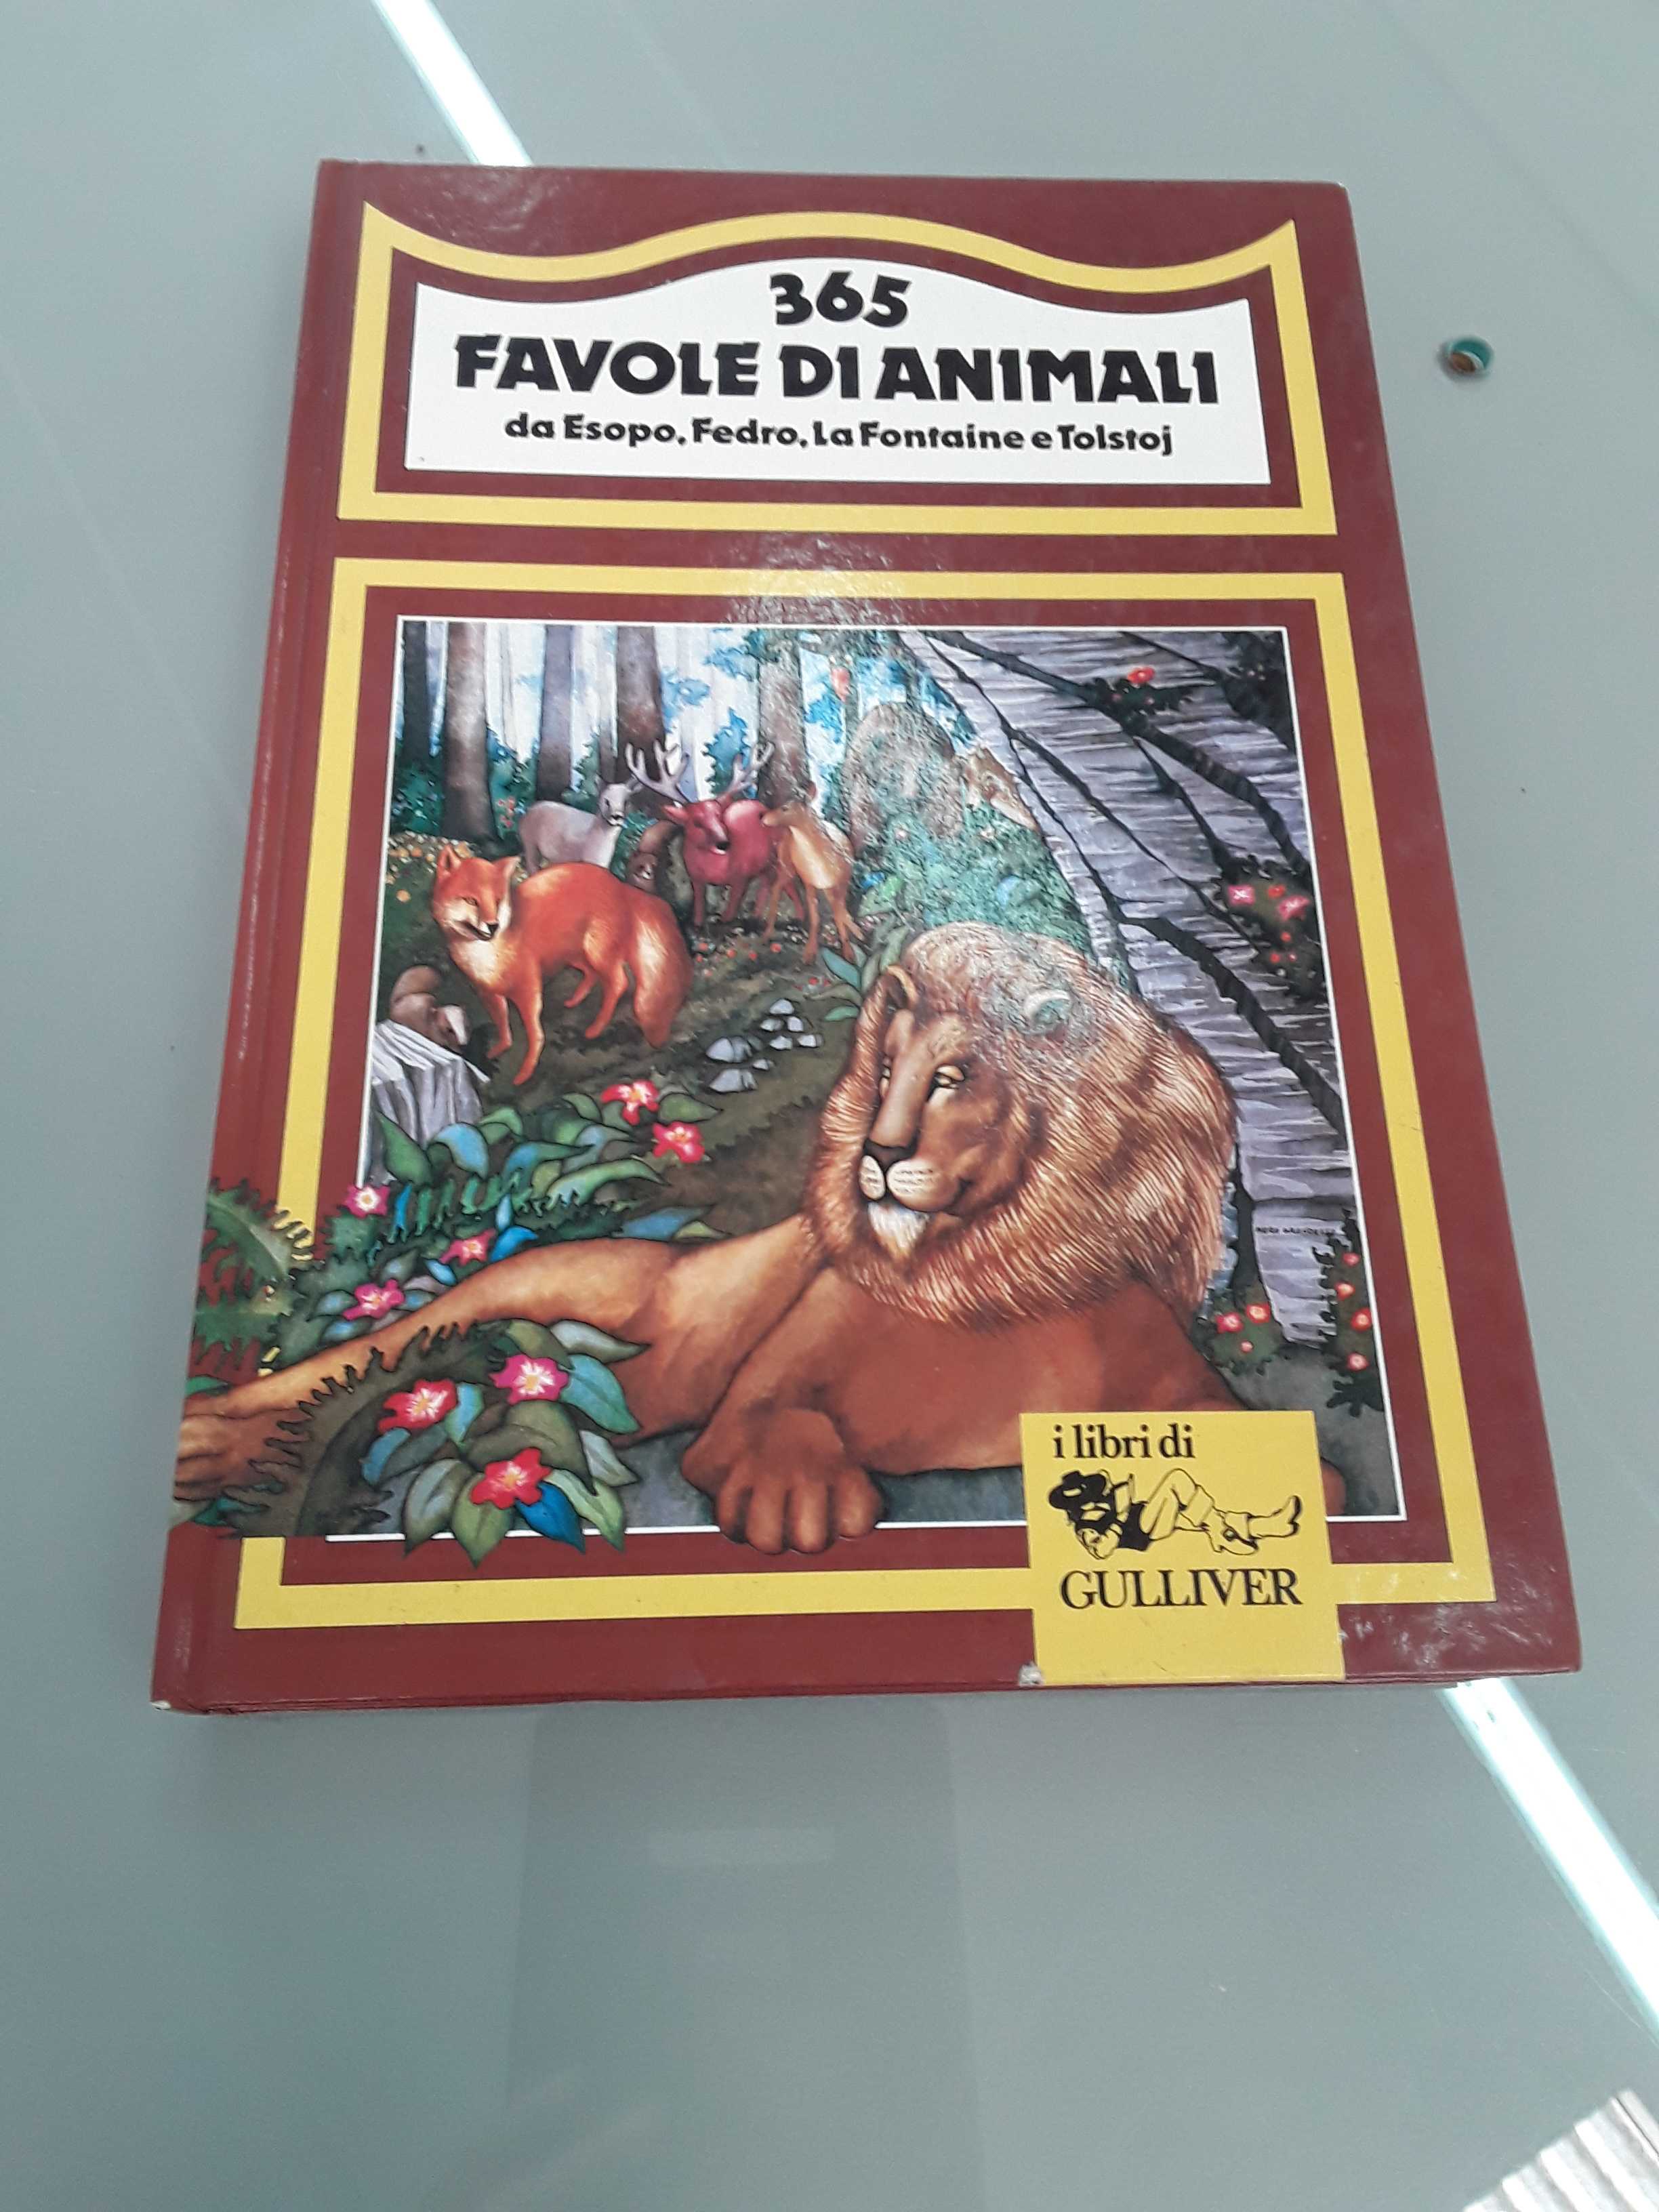 365
FAVOLE DI ANIMALI
da Esopo, Fedro, La Fontaine e Tolstoj
i libri di
GULLIVER